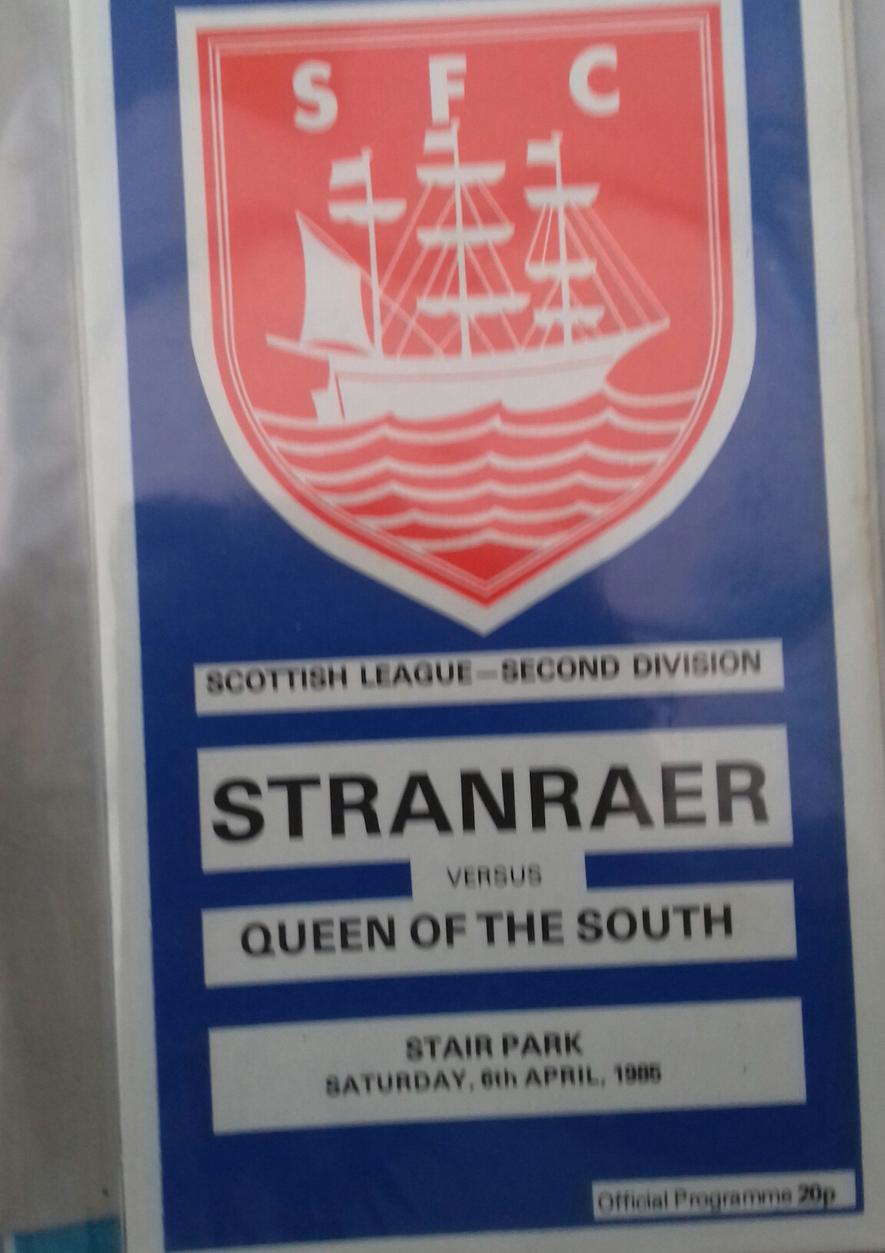 S F C
SCOTTISH LEAGUE—SECOND DIVISION
STRANRAER
VERSUS
QUEEN OF THE SOUTH
STAIR PARK
SATURDAY, 6th APRIL, 1985
Official Programme 20p